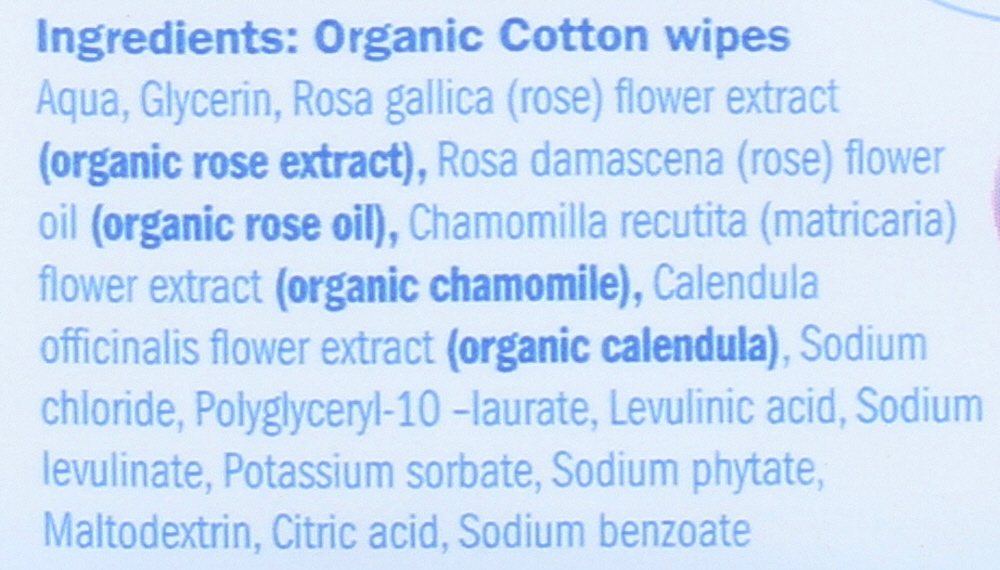 Ingredients: Organic Cotton wipes
Aqua, Glycerin, Rosa gallica (rose) flower extract
(organic rose extract), Rosa damascena (rose) flower
oil (organic rose oil), Chamomilla recutita (matricaria)
flower extract (organic chamomile), Calendula
officinalis flower extract (organic calendula), Sodium
chloride, Polyglyceryl-10 –laurate, Levulinic acid, Sodium
levulinate, Potassium sorbate, Sodium phytate,
Maltodextrin, Citric acid, Sodium benzoate